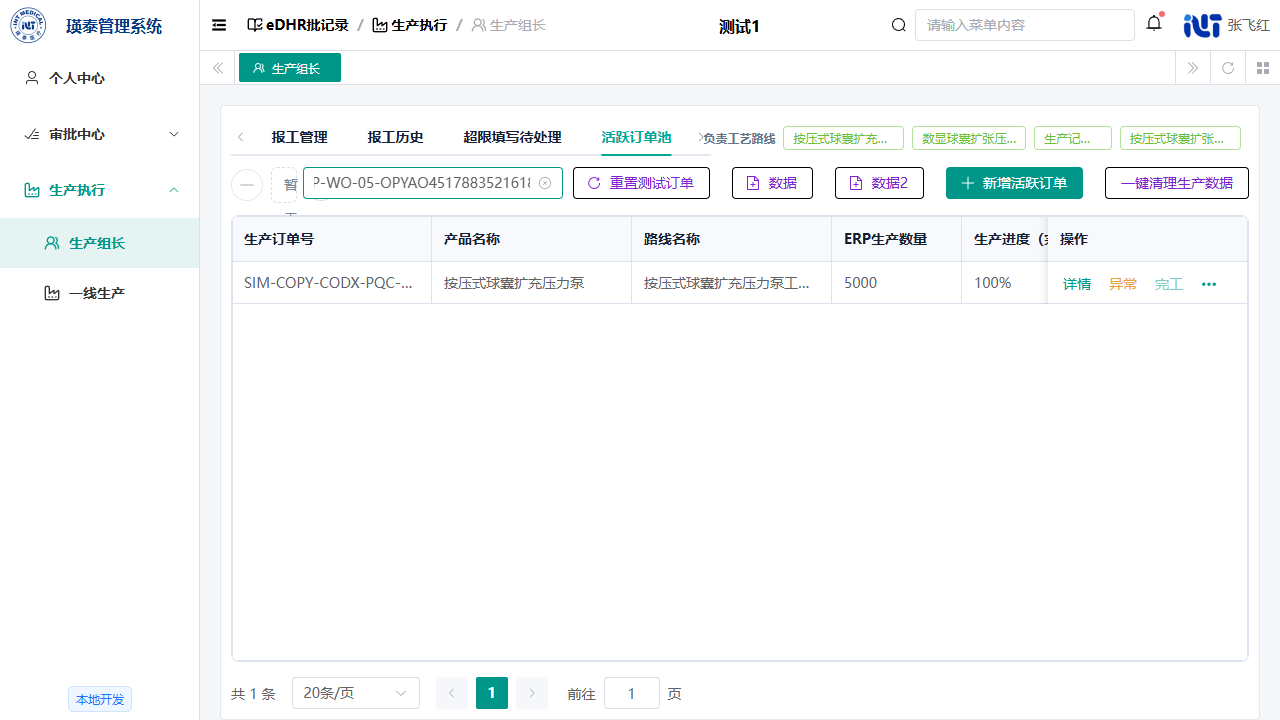 瑛泰管理系统
eDHR批记录 / 生产执行 / 生产组长
测试1
请输入菜单内容
张飞红
个人中心
审批中心
生产执行
生产组长
一线生产
本地开发
生产组长
报工管理
报工历史
超限填写待处理
活跃订单池
负责工艺路线
按压式球囊扩充...
数显球囊扩张压...
生产记...
按压式球囊扩张...
暂
P-WO-05-OPYAO4517883521618
重置测试订单
数据
数据2
新增活跃订单
一键清理生产数据
生产订单号 产品名称 路线名称 ERP生产数量 生产进度 操作
SIM-COPY-CODX-PQC-... 按压式球囊扩充压力泵 按压式球囊扩充压力泵工... 5000 100% 详情 异常 完工 •••
共 1 条 20条/页 1 前往 1 页